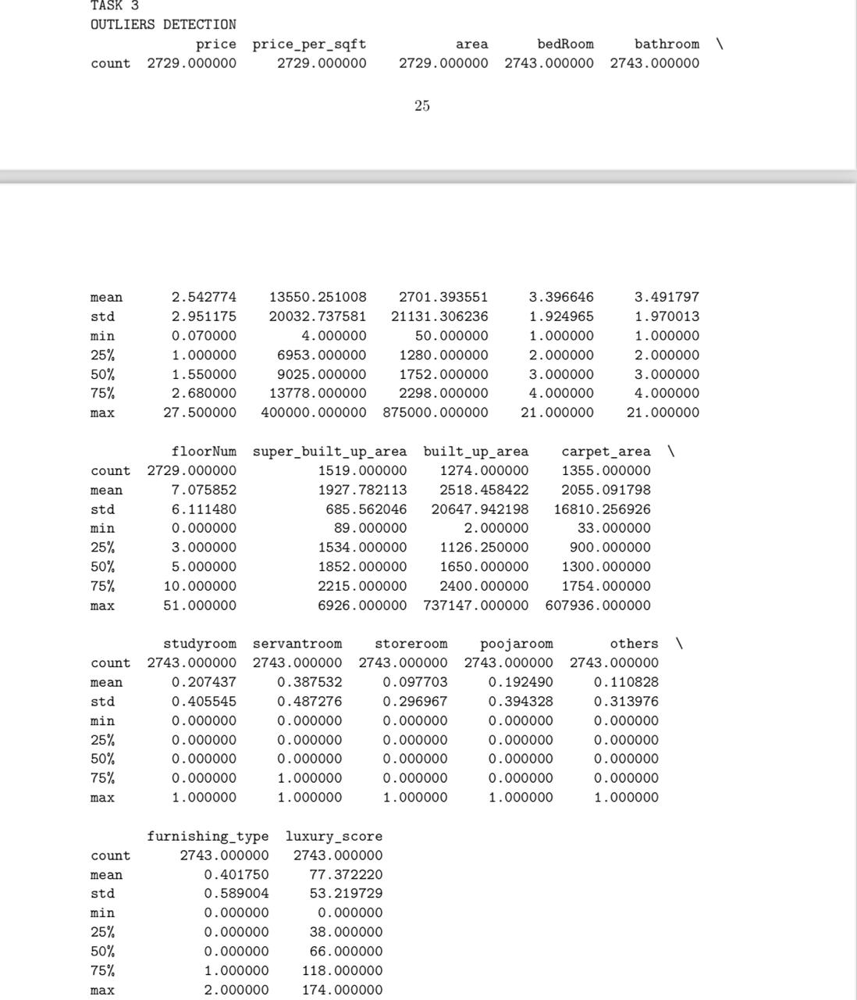 TASK 3
OUTLIERS DETECTION
price price_per_sqft area bedRoom bathroom \
count 2729.000000 2729.000000 2729.000000 2743.000000 2743.000000
25
mean 2.542774 13550.251008 2701.393551 3.396646 3.491797
std 2.951175 20032.737581 21131.306236 1.924965 1.970013
min 0.070000 4.000000 50.000000 1.000000 1.000000
25% 1.000000 6953.000000 1280.000000 2.000000 2.000000
50% 1.550000 9025.000000 1752.000000 3.000000 3.000000
75% 2.680000 13778.000000 2298.000000 4.000000 4.000000
max 27.500000 400000.000000 875000.000000 21.000000 21.000000
floorNum super_built_up_area built_up_area carpet_area \
count 2729.000000 1519.000000 1274.000000 1355.000000
mean 7.075852 1927.782113 2518.458422 2055.091798
std 6.111480 685.562046 20647.942198 16810.256926
min 0.000000 89.000000 2.000000 33.000000
25% 3.000000 1534.000000 1126.250000 900.000000
50% 5.000000 1852.000000 1650.000000 1300.000000
75% 10.000000 2215.000000 2400.000000 1754.000000
max 51.000000 6926.000000 737147.000000 607936.000000
studyroom servantroom storeroom poojaroom others \
count 2743.000000 2743.000000 2743.000000 2743.000000 2743.000000
mean 0.207437 0.387532 0.097703 0.192490 0.110828
std 0.405545 0.487276 0.296967 0.394328 0.313976
min 0.000000 0.000000 0.000000 0.000000 0.000000
25% 0.000000 0.000000 0.000000 0.000000 0.000000
50% 0.000000 0.000000 0.000000 0.000000 0.000000
75% 0.000000 1.000000 0.000000 0.000000 0.000000
max 1.000000 1.000000 1.000000 1.000000 1.000000
furnishing_type luxury_score
count 2743.000000 2743.000000
mean 0.401750 77.372220
std 0.589004 53.219729
min 0.000000 0.000000
25% 0.000000 38.000000
50% 0.000000 66.000000
75% 1.000000 118.000000
max 2.000000 174.000000